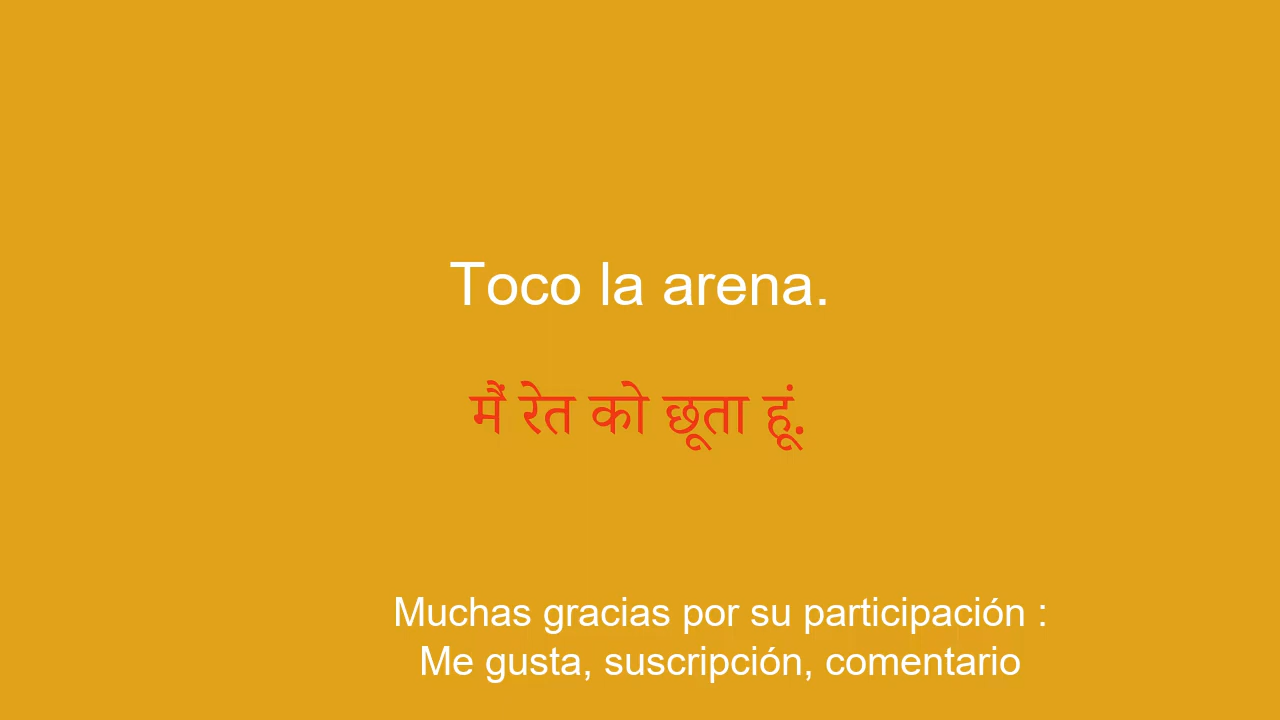 Toco la arena.
मैं रेत को छूता हूं.
Muchas gracias por su participación :
Me gusta, suscripción, comentario